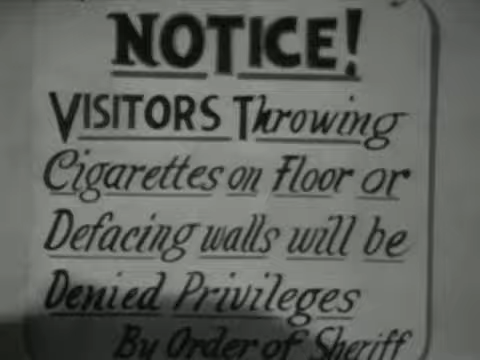 NOTICE!
VISITORS Throwing
Cigarettes on Floor or
Defacing walls will be
Denied Privileges
By Order of Sheriff